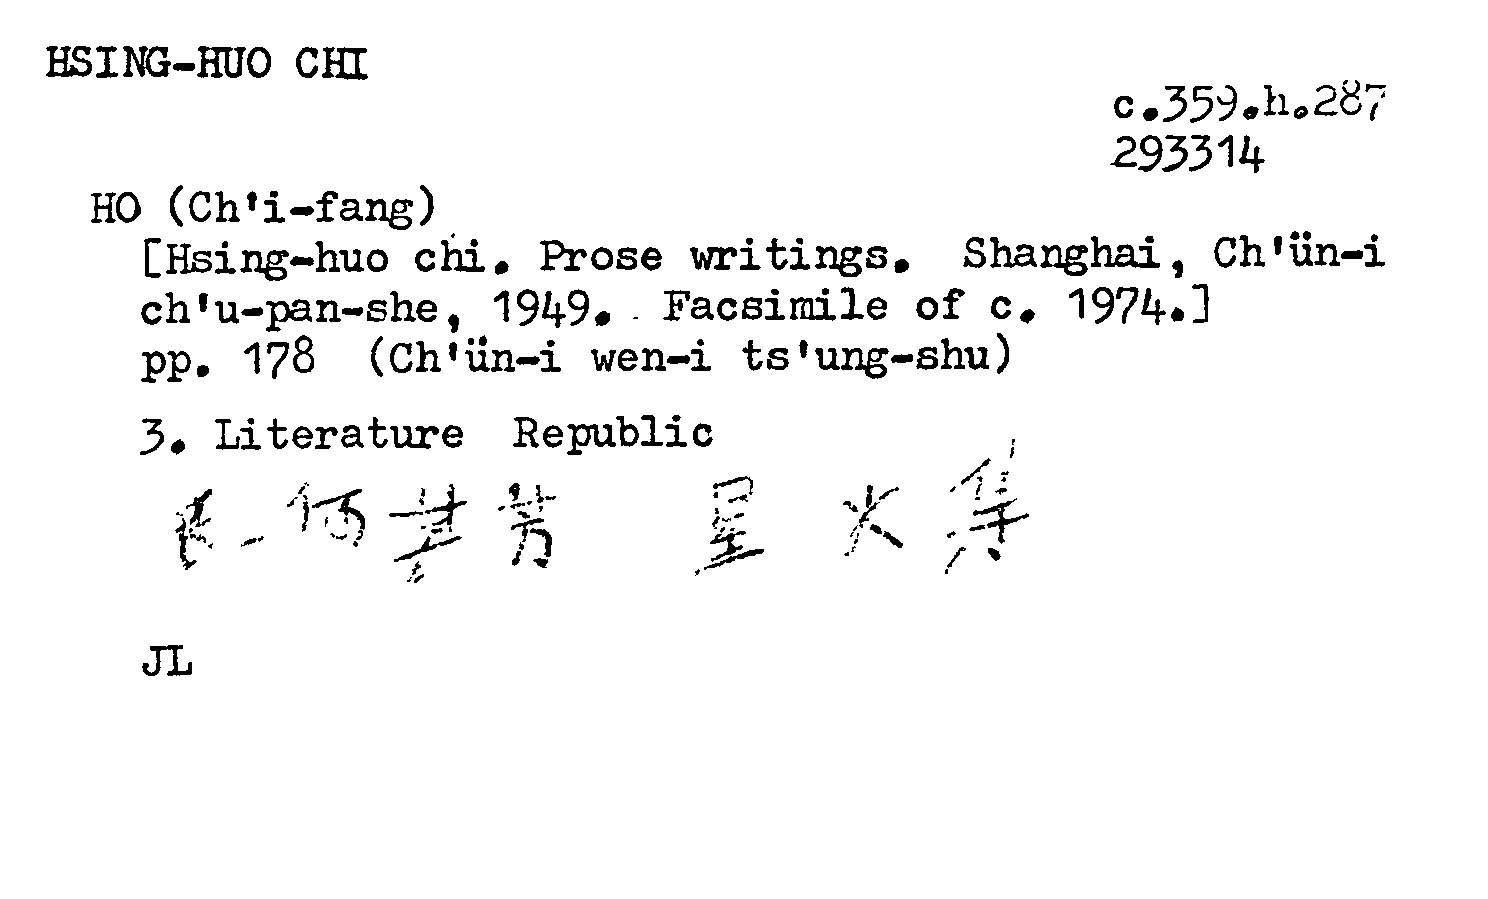 HSING-HUO CHI
c.359.h.287
293314
HO (Ch'i-fang)
[Hsing-huo chi. Prose writings. Shanghai, Ch'ün-i
ch'u-pan-she, 1949. Facsimile of c. 1974.]
pp. 178 (Ch'ün-i wen-i ts'ung-shu)
3. Literature Republic
何其芳 星火集
JL